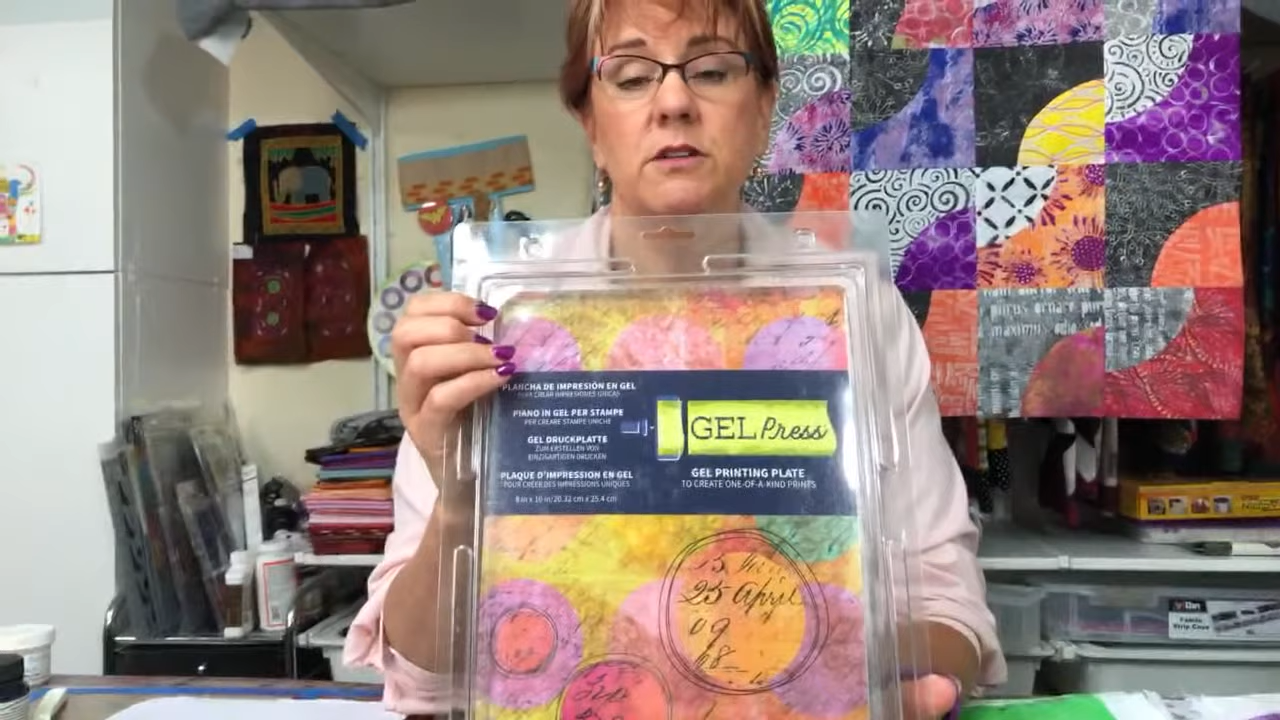 PLANCHA DE IMPRESIÓN EN GEL
PARA CREAR IMPRESIONES ÚNICAS
PIANO IN GEL PER STAMPE
PER CREARE STAMPE UNICHE
GEL DRUCKPLATTE
ZUM ERSTELLEN VON
EINZIGARTIGEN DRUCKEN
PLAQUE D'IMPRESSION EN GEL
POUR CRÉER DES IMPRESSIONS UNIQUES
8 in x 10 in/20.32 cm x 25.4 cm
GEL Press
GEL PRINTING PLATE
TO CREATE ONE-OF-A-KIND PRINTS
25 April
09
68